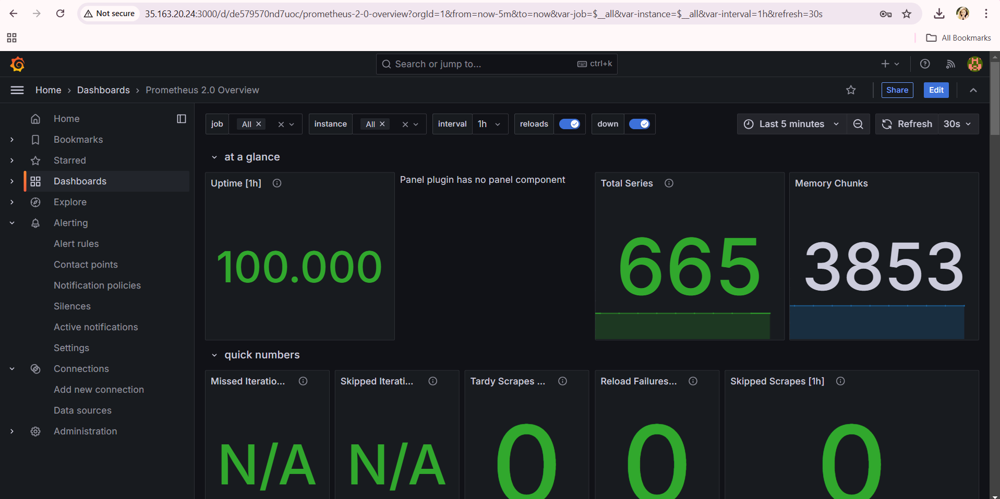 Not secure
35.163.20.24:3000/d/de579570nd7uoc/prometheus-2-0-overview?orgId=1&from=now-5m&to=now&var-job=$__all&var-instance=$__all&var-interval=1h&refresh=30s
All Bookmarks
Search or jump to...
ctrl+k
Home › Dashboards › Prometheus 2.0 Overview
Share
Edit
Home
Bookmarks
Starred
Dashboards
Explore
Alerting
Alert rules
Contact points
Notification policies
Silences
Active notifications
Settings
Connections
Add new connection
Data sources
Administration
job All
instance All
interval 1h
reloads
down
Last 5 minutes
Refresh 30s
at a glance
Uptime [1h]
100.000
Panel plugin has no panel component
Total Series
665
Memory Chunks
3853
quick numbers
Missed Iteratio...
N/A
Skipped Iterati...
N/A
Tardy Scrapes ...
0
Reload Failures...
0
Skipped Scrapes [1h]
0